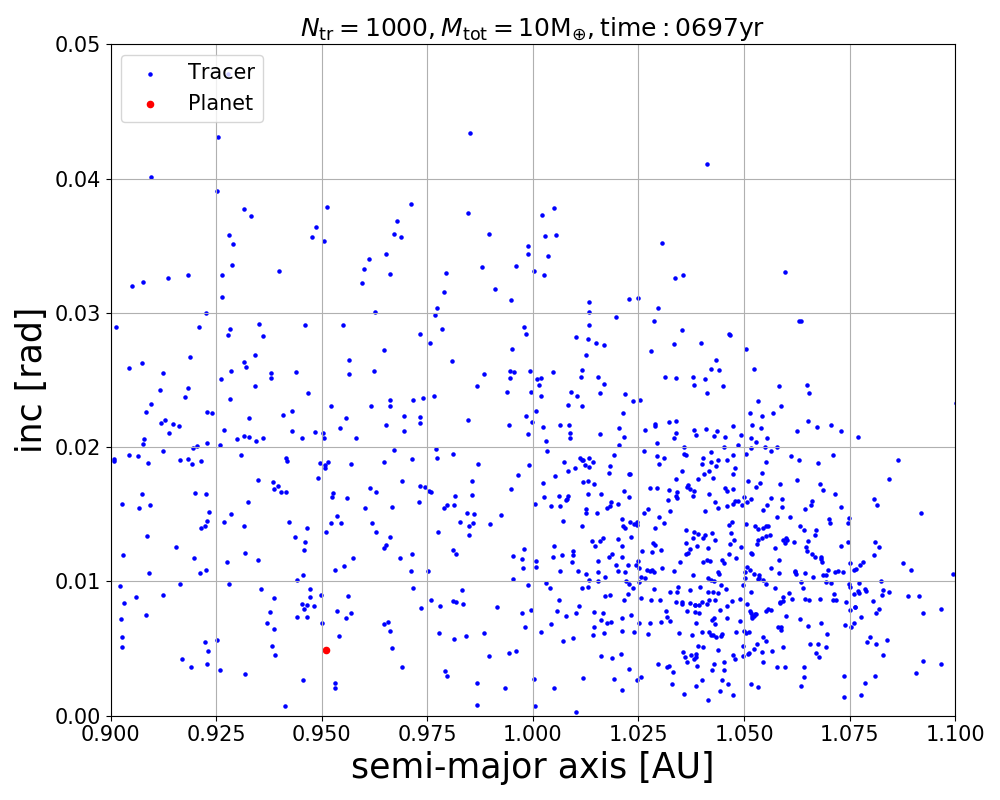 N_tr = 1000, M_tot = 10M_⊕, time : 0697yr
Tracer
Planet
0.05
0.04
0.03
0.02
0.01
0.00
inc [rad]
0.900 0.925 0.950 0.975 1.000 1.025 1.050 1.075 1.100
semi-major axis [AU]